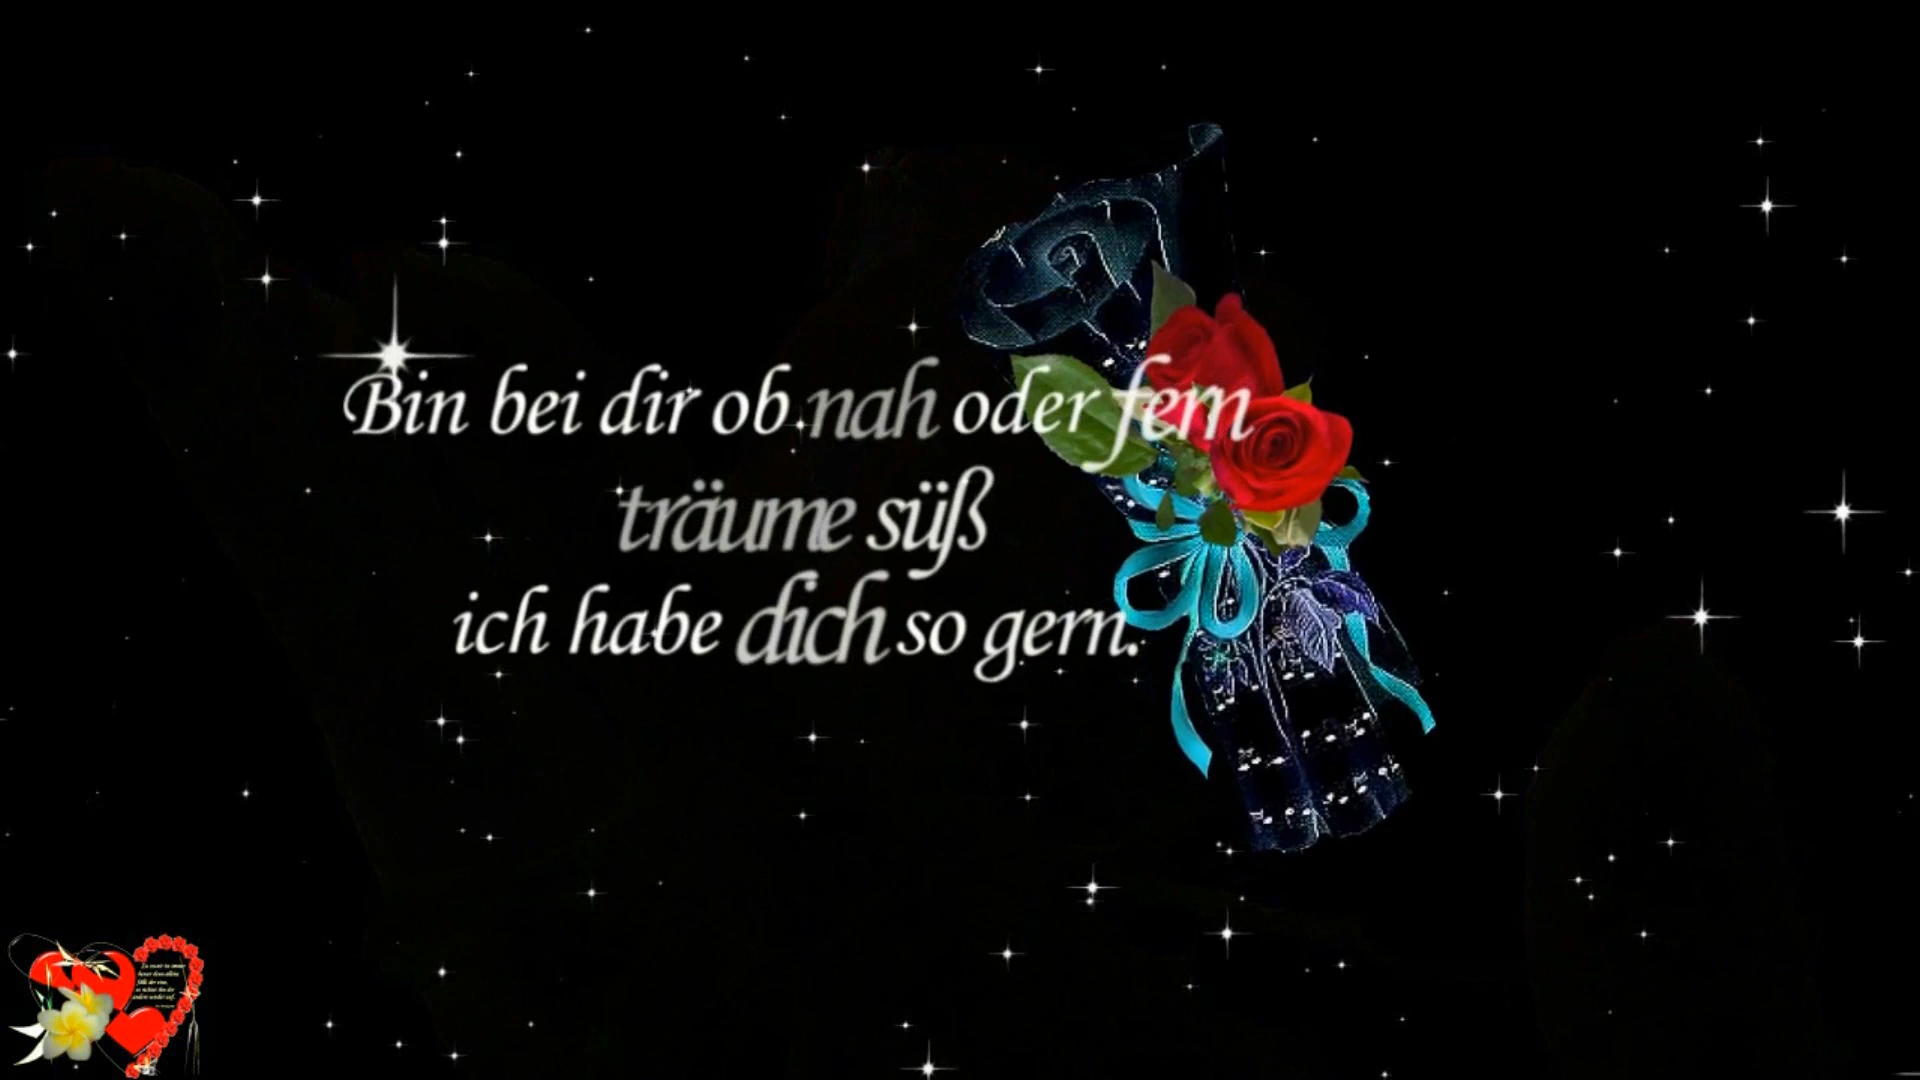 Bin bei dir ob nah oder fern
träume süß
ich habe dich so gern.